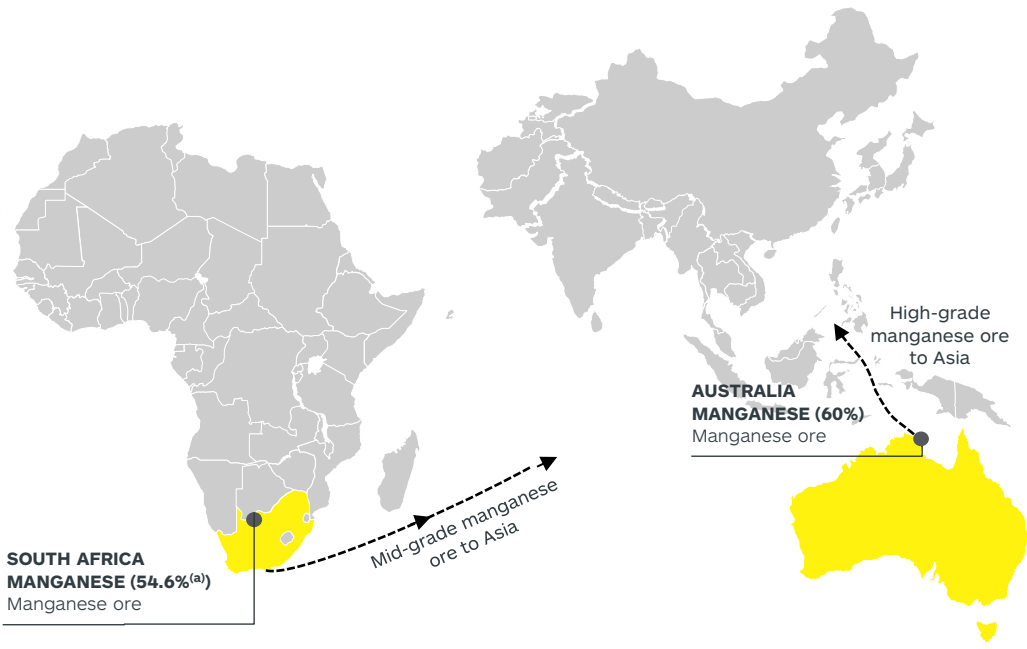 High-grade
manganese ore
to Asia
AUSTRALIA
MANGANESE (60%)
Manganese ore
Mid-grade manganese
ore to Asia
SOUTH AFRICA
MANGANESE (54.6%(a))
Manganese ore